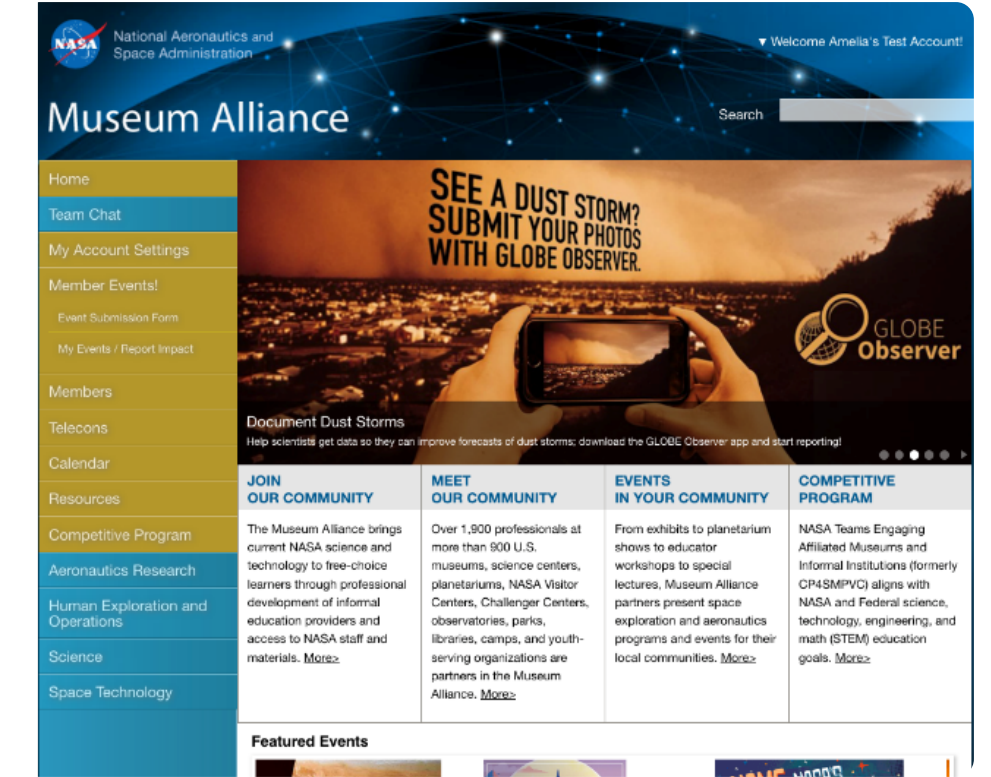 NASA
National Aeronautics and
Space Administration
▼ Welcome Amelia's Test Account!
Museum Alliance
Search
Home
Team Chat
My Account Settings
Member Events!
Event Submission Form
My Events / Report Impact
Members
Telecons
Calendar
Resources
Competitive Program
Aeronautics Research
Human Exploration and
Operations
Science
Space Technology
SEE A DUST STORM?
SUBMIT YOUR PHOTOS
WITH GLOBE OBSERVER.
GLOBE
Observer
Document Dust Storms
Help scientists get data so they can improve forecasts of dust storms; download the GLOBE Observer app and start reporting!
JOIN
OUR COMMUNITY
The Museum Alliance brings
current NASA science and
technology to free-choice
learners through professional
development of informal
education providers and
access to NASA staff and
materials. More>
MEET
OUR COMMUNITY
Over 1,900 professionals at
more than 900 U.S.
museums, science centers,
planetariums, NASA Visitor
Centers, Challenger Centers,
observatories, parks,
libraries, camps, and youth-
serving organizations are
partners in the Museum
Alliance. More>
EVENTS
IN YOUR COMMUNITY
From exhibits to planetarium
shows to educator
workshops to special
lectures, Museum Alliance
partners present space
exploration and aeronautics
programs and events for their
local communities. More>
COMPETITIVE
PROGRAM
NASA Teams Engaging
Affiliated Museums and
Informal Institutions (formerly
CP4SMPVC) aligns with
NASA and Federal science,
technology, engineering, and
math (STEM) education
goals. More>
Featured Events